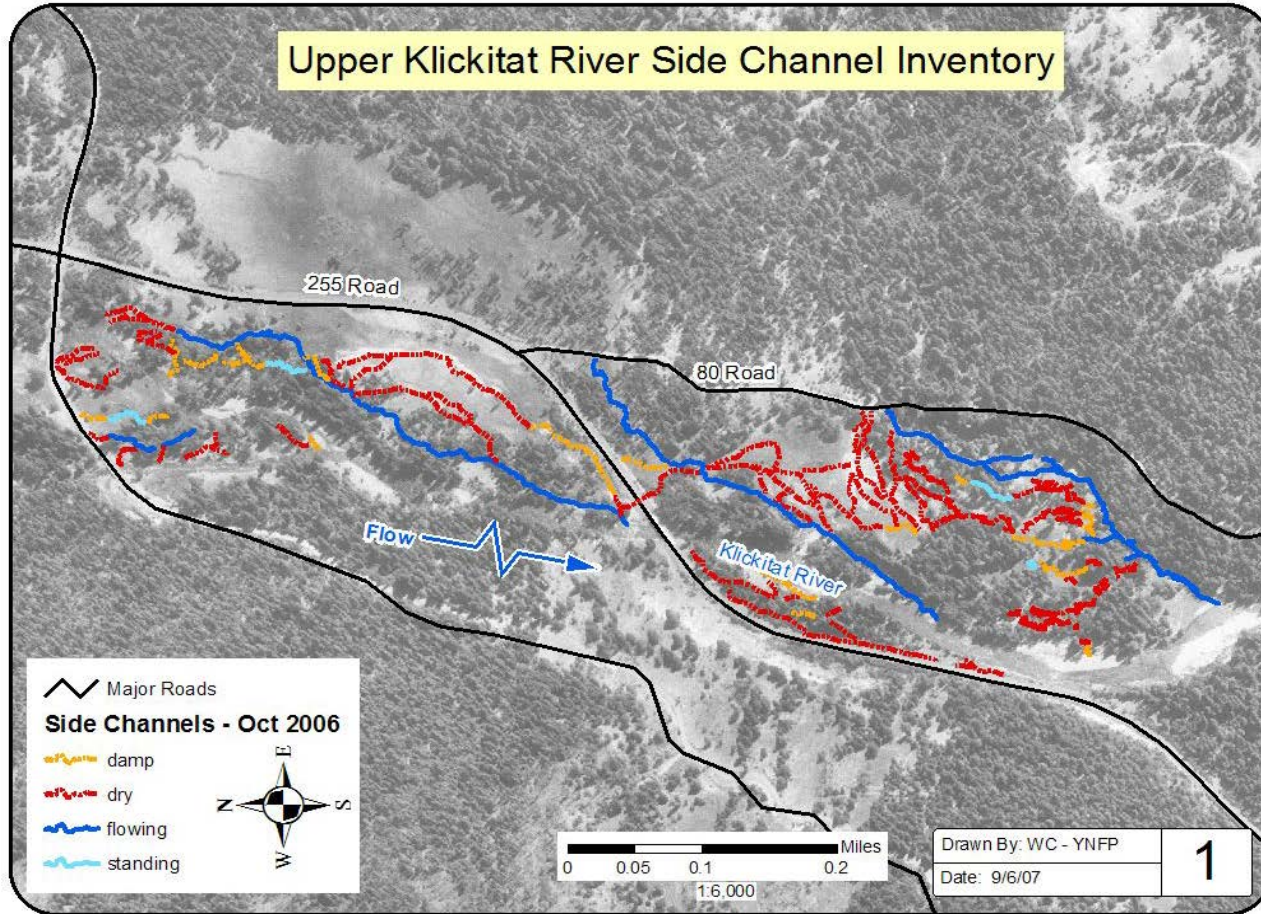 Upper Klickitat River Side Channel Inventory
255 Road
80 Road
Flow
Klickitat River
Major Roads
Side Channels - Oct 2006
damp
dry
flowing
standing
E
N
S
W
Miles
0 0.05 0.1 0.2
1:6,000
Drawn By: WC - YNFP
Date: 9/6/07
1